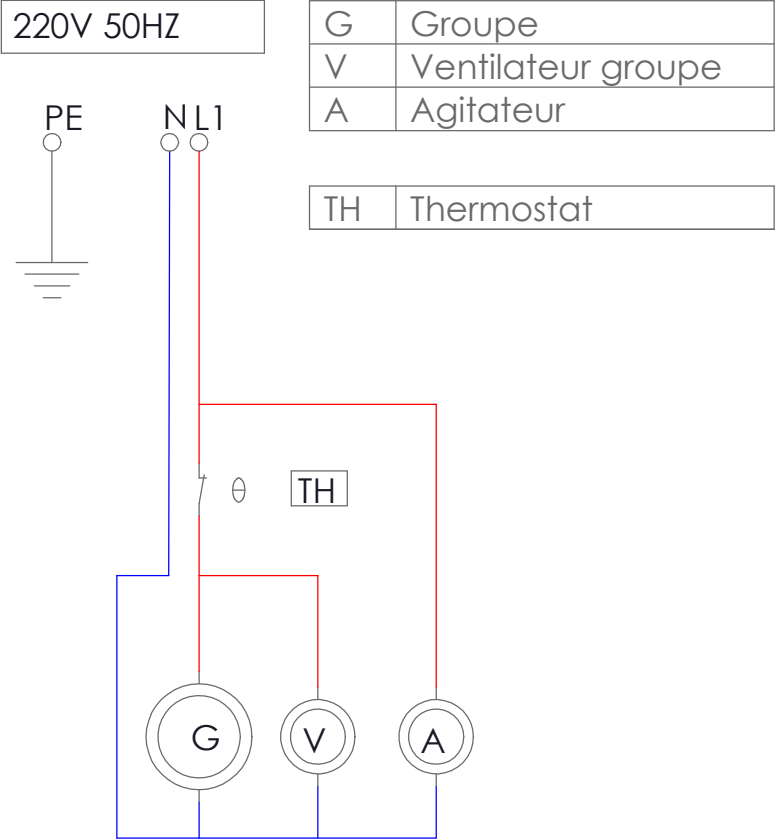 220V 50HZ
G Groupe
V Ventilateur groupe
A Agitateur
PE N L1
TH Thermostat
θ TH
G V A